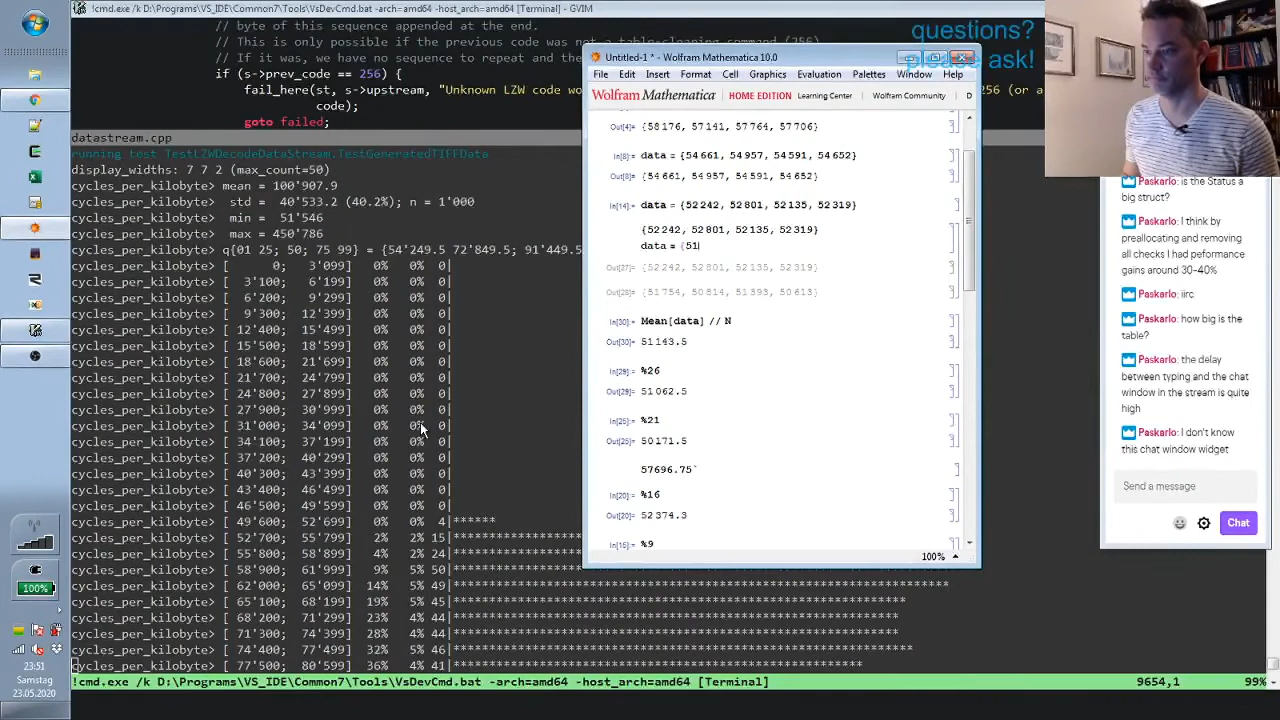 !cmd.exe /k D:\Programs\VS_IDE\Common7\Tools\VsDevCmd.bat -arch=amd64 -host_arch=amd64 [Terminal] - GVIM
questions?
please ask!
// byte of this sequence appended at the end.
// This is only possible if the previous code was not a table-clearing command (256)
// If it was, we have no sequence to repeat and the
if (s->prev_code == 256) {
fail_here(st, s->upstream, "Unknown LZW code wo
256 (or a
code);
goto failed;
datastream.cpp
running test TestLZWDecodeDataStream.TestGeneratedTIFFData
display_widths: 7 7 2 (max_count=50)
cycles_per_kilobyte> mean = 100'907.9
cycles_per_kilobyte>  std =  40'533.2 (40.2%); n = 1'000
cycles_per_kilobyte>  min =  51'546
cycles_per_kilobyte>  max = 450'786
cycles_per_kilobyte> q{01 25; 50; 75 99} = {54'249.5 72'849.5; 91'449.5
cycles_per_kilobyte> [      0;  3'099]   0%   0%  0|
cycles_per_kilobyte> [  3'100;  6'199]   0%   0%  0|
cycles_per_kilobyte> [  6'200;  9'299]   0%   0%  0|
cycles_per_kilobyte> [  9'300; 12'399]   0%   0%  0|
cycles_per_kilobyte> [ 12'400; 15'499]   0%   0%  0|
cycles_per_kilobyte> [ 15'500; 18'599]   0%   0%  0|
cycles_per_kilobyte> [ 18'600; 21'699]   0%   0%  0|
cycles_per_kilobyte> [ 21'700; 24'799]   0%   0%  0|
cycles_per_kilobyte> [ 24'800; 27'899]   0%   0%  0|
cycles_per_kilobyte> [ 27'900; 30'999]   0%   0%  0|
cycles_per_kilobyte> [ 31'000; 34'099]   0%   0%  0|
cycles_per_kilobyte> [ 34'100; 37'199]   0%   0%  0|
cycles_per_kilobyte> [ 37'200; 40'299]   0%   0%  0|
cycles_per_kilobyte> [ 40'300; 43'399]   0%   0%  0|
cycles_per_kilobyte> [ 43'400; 46'499]   0%   0%  0|
cycles_per_kilobyte> [ 46'500; 49'599]   0%   0%  0|
cycles_per_kilobyte> [ 49'600; 52'699]   0%   0%  4|******
cycles_per_kilobyte> [ 52'700; 55'799]   2%   2% 15|******************
cycles_per_kilobyte> [ 55'800; 58'899]   4%   2% 24|******************
cycles_per_kilobyte> [ 58'900; 61'999]   9%   5% 50|******************
cycles_per_kilobyte> [ 62'000; 65'099]  14%   5% 49|**********************************************************************
cycles_per_kilobyte> [ 65'100; 68'199]  19%   5% 45|****************************************************************
cycles_per_kilobyte> [ 68'200; 71'299]  23%   4% 44|***************************************************************
cycles_per_kilobyte> [ 71'300; 74'399]  28%   4% 44|***************************************************************
cycles_per_kilobyte> [ 74'400; 77'499]  32%   5% 46|*****************************************************************
cycles_per_kilobyte> [ 77'500; 80'599]  36%   4% 41|**********************************************************
!cmd.exe /k D:\Programs\VS_IDE\Common7\Tools\VsDevCmd.bat -arch=amd64 -host_arch=amd64 [Terminal]
9654,1
99%
Untitled-1 * - Wolfram Mathematica 10.0
File Edit Insert Format Cell Graphics Evaluation Palettes Window Help
Wolfram Mathematica | HOME EDITION Learning Center | Wolfram Community | D
Out[4]= {58176, 57141, 57764, 57706}
In[8]:= data = {54661, 54957, 54591, 54652}
Out[8]= {54661, 54957, 54591, 54652}
In[14]:= data = {52242, 52801, 52135, 52319}
{52242, 52801, 52135, 52319}
data = {51
Out[27]= {52242, 52801, 52135, 52319}
Out[28]= {51754, 50814, 51393, 50613}
In[30]:= Mean[data] // N
Out[30]= 51143.5
In[29]:= %26
Out[29]= 51062.5
In[25]:= %21
Out[25]= 50171.5
57696.75`
In[20]:= %16
Out[20]= 52374.3
In[15]:= %9
100%
Paskarlo: is the Status a
big struct?
Paskarlo: I think by
preallocating and removing
all checks I had peformance
gains around 30-40%
Paskarlo: iirc
Paskarlo: how big is the
table?
Paskarlo: the delay
between typing and the chat
window in the stream is quite
high
Paskarlo: I don't know
this chat window widget
Send a message
Chat
100%
23:51
Samstag
23.05.2020